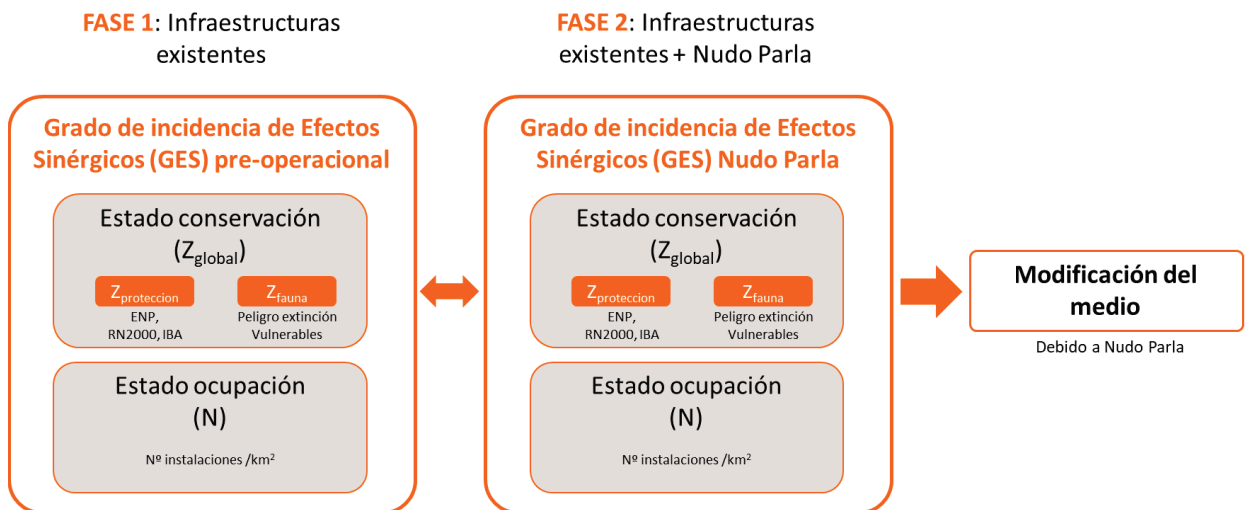 FASE 1: Infraestructuras
existentes
Grado de incidencia de Efectos
Sinérgicos (GES) pre-operacional
Estado conservación
(Zglobal)
Zproteccion
ENP,
RN2000, IBA
Zfauna
Peligro extinción
Vulnerables
Estado ocupación
(N)
Nº instalaciones /km²
FASE 2: Infraestructuras
existentes + Nudo Parla
Grado de incidencia de Efectos
Sinérgicos (GES) Nudo Parla
Estado conservación
(Zglobal)
Zproteccion
ENP,
RN2000, IBA
Zfauna
Peligro extinción
Vulnerables
Estado ocupación
(N)
Nº instalaciones /km²
Modificación del
medio
Debido a Nudo Parla